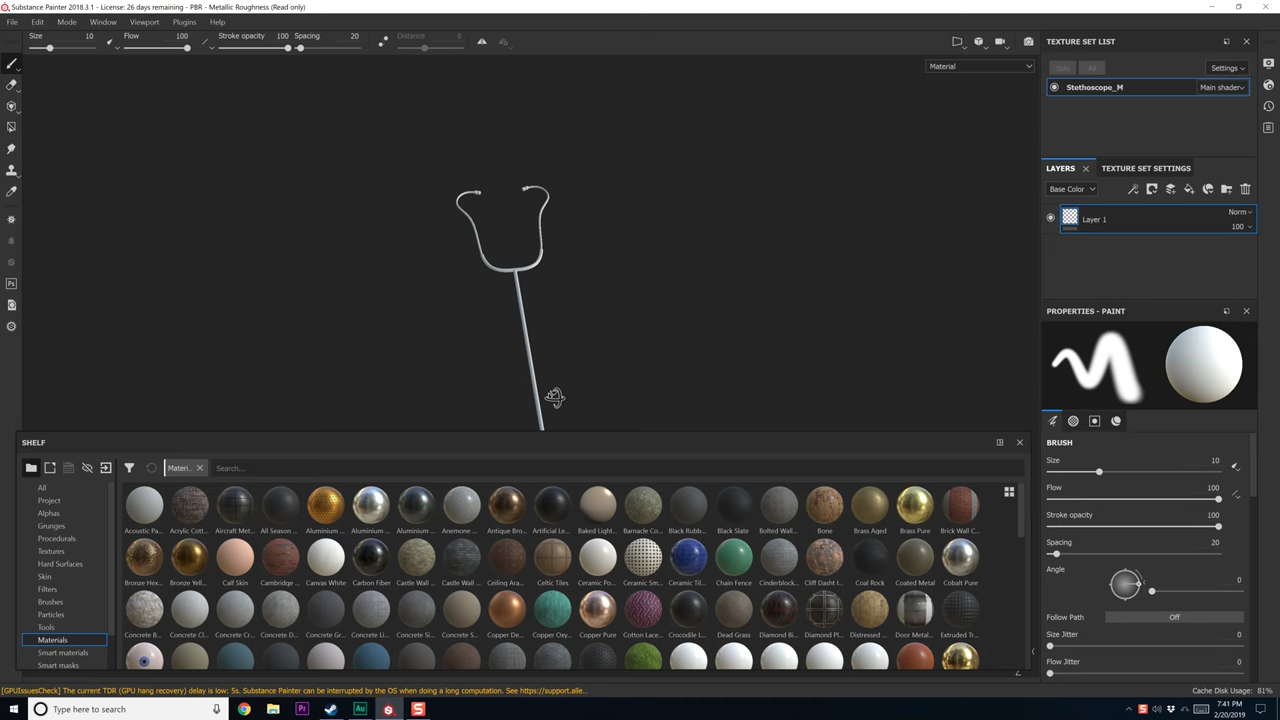 Substance Painter 2018.3.1 - License: 26 days remaining - PBR - Metallic Roughness (Read only)
File Edit Mode Window Viewport Plugins Help
Size 10 Flow 100 Stroke opacity 100 Spacing 20 Distance 8
Material
TEXTURE SET LIST
Solo All Settings
Stethoscope_M Main shader
LAYERS TEXTURE SET SETTINGS
Base Color
Layer 1 Norm 100
PROPERTIES - PAINT
BRUSH
Size 10
Flow 100
Stroke opacity 100
Spacing 20
Angle 0
Follow Path Off
Size Jitter 0
Flow Jitter 0
SHELF
Materi... Search...
All
Project
Alphas
Grunges
Procedurals
Textures
Hard Surfaces
Skin
Filters
Brushes
Particles
Tools
Materials
Smart materials
Smart masks
Acoustic Pa... Acrylic Cott... Aircraft Met... All Season ... Aluminium ... Aluminium ... Aluminium ... Anemone ... Antique Bro... Artificial Le... Baked Light... Barnacle Co... Black Rubb... Black Slate Bolted Wall... Bone Brass Aged Brass Pure Brick Wall C...
Bronze Hex... Bronze Yell... Calf Skin Cambridge ... Canvas White Carbon Fiber Castle Wall ... Castle Wall ... Ceiling Ara... Celtic Tiles Ceramic Po... Ceramic Sm... Ceramic Til... Chain Fence Cinderblock... Cliff Dasht I... Coal Rock Coated Metal Cobalt Pure
Concrete B... Concrete Cl... Concrete Cr... Concrete D... Concrete Gr... Concrete Li... Concrete Si... Concrete S... Copper De... Copper Oxy... Copper Pure Cotton Lace... Crocodile L... Dead Grass Diamond Bi... Diamond Pl... Distressed ... Door Metal... Extruded Tr...
[GPUIssuesCheck] The current TDR (GPU hang recovery) delay is low: 5s. Substance Painter can be interrupted by the OS when doing a long computation. See https://support.alle...
Cache Disk Usage: 81%
Type here to search
7:41 PM
2/20/2019